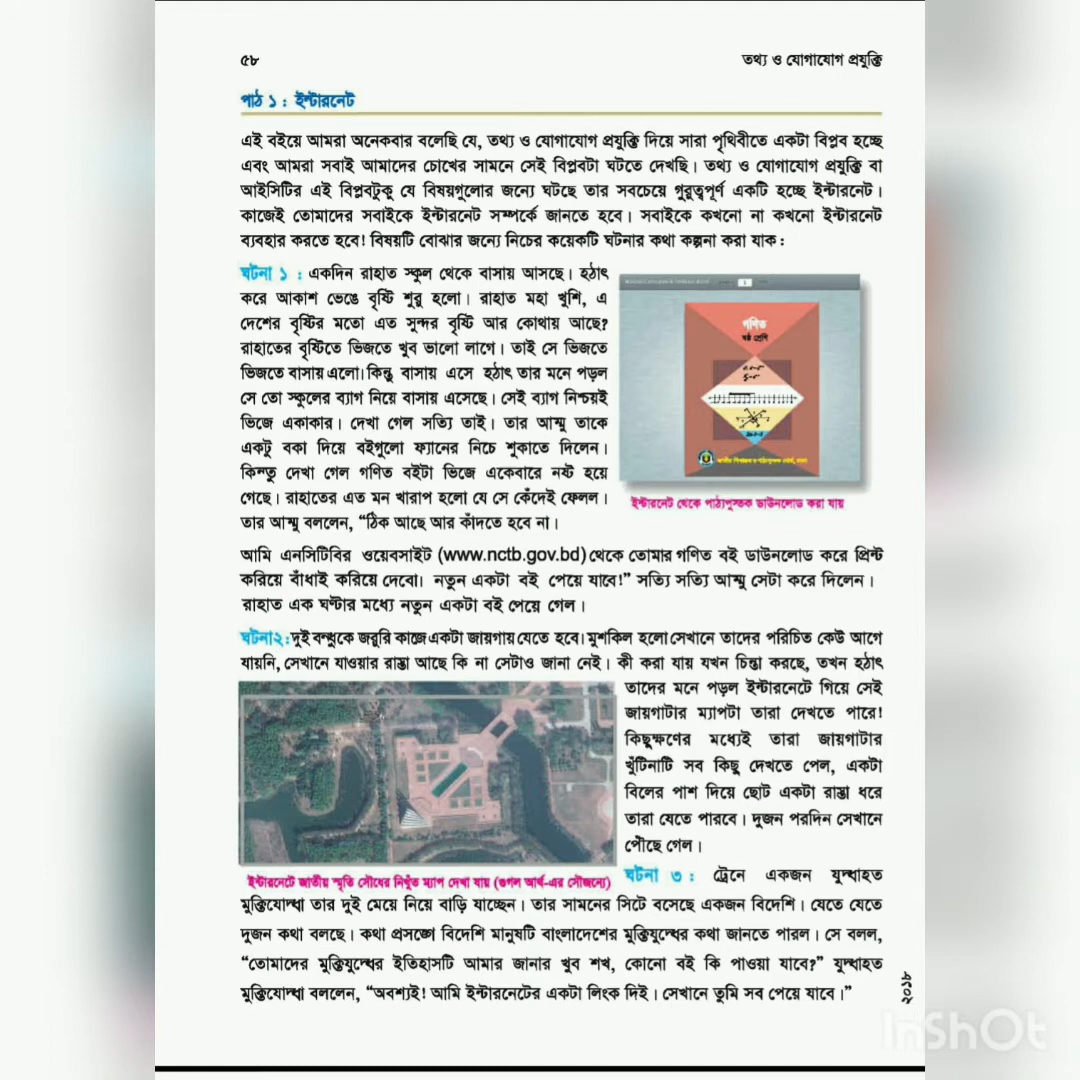 ৫৮
তথ্য ও যোগাযোগ প্রযুক্তি
পাঠ ১ : ইন্টারনেট
এই বইয়ে আমরা অনেকবার বলেছি যে, তথ্য ও যোগাযোগ প্রযুক্তি দিয়ে সারা পৃথিবীতে একটা বিপ্লব হচ্ছে
এবং আমরা সবাই আমাদের চোখের সামনে সেই বিপ্লবটা ঘটতে দেখছি। তথ্য ও যোগাযোগ প্রযুক্তি বা
আইসিটির এই বিপ্লবটুকু যে বিষয়গুলোর জন্যে ঘটছে তার সবচেয়ে গুরুত্বপূর্ণ একটি হচ্ছে ইন্টারনেট।
কাজেই তোমাদের সবাইকে ইন্টারনেট সম্পর্কে জানতে হবে। সবাইকে কখনো না কখনো ইন্টারনেট
ব্যবহার করতে হবে! বিষয়টি বোঝার জন্যে নিচের কয়েকটি ঘটনার কথা কল্পনা করা যাক :
ঘটনা ১ : একদিন রাহাত স্কুল থেকে বাসায় আসছে। হঠাৎ
করে আকাশ ভেঙে বৃষ্টি শুরু হলো। রাহাত মহা খুশি, এ
দেশের বৃষ্টির মতো এত সুন্দর বৃষ্টি আর কোথায় আছে?
রাহাতের বৃষ্টিতে ভিজতে খুব ভালো লাগে। তাই সে ভিজতে
ভিজতে বাসায় এলো। কিন্তু বাসায় এসে হঠাৎ তার মনে পড়ল
সে তো স্কুলের ব্যাগ নিয়ে বাসায় এসেছে। সেই ব্যাগ নিশ্চয়ই
ভিজে একাকার। দেখা গেল সত্যি তাই। তার আম্মু তাকে
একটু বকা দিয়ে বইগুলো ফ্যানের নিচে শুকাতে দিলেন।
কিন্তু দেখা গেল গণিত বইটা ভিজে একেবারে নষ্ট হয়ে
গেছে। রাহাতের এত মন খারাপ হলো যে সে কেঁদেই ফেলল।
তার আম্মু বললেন, “ঠিক আছে আর কাঁদতে হবে না।
গণিত
ষষ্ঠ শ্রেণি
জাতীয় শিক্ষাক্রম ও পাঠ্যপুস্তক বোর্ড, ঢাকা
ইন্টারনেট থেকে পাঠ্যপুস্তক ডাউনলোড করা যায়
আমি এনসিটিবির ওয়েবসাইট (www.nctb.gov.bd) থেকে তোমার গণিত বই ডাউনলোড করে প্রিন্ট
করিয়ে বাঁধাই করিয়ে দেবো। নতুন একটা বই পেয়ে যাবে!” সত্যি সত্যি আম্মু সেটা করে দিলেন।
রাহাত এক ঘণ্টার মধ্যে নতুন একটা বই পেয়ে গেল।
ঘটনা২: দুই বন্ধুকে জরুরি কাজে একটা জায়গায় যেতে হবে। মুশকিল হলো সেখানে তাদের পরিচিত কেউ আগে
যায়নি, সেখানে যাওয়ার রাস্তা আছে কি না সেটাও জানা নেই। কী করা যায় যখন চিন্তা করছে, তখন হঠাৎ
তাদের মনে পড়ল ইন্টারনেটে গিয়ে সেই
জায়গাটার ম্যাপটা তারা দেখতে পারে!
কিছুক্ষণের মধ্যেই তারা জায়গাটার
খুঁটিনাটি সব কিছু দেখতে পেল, একটা
বিলের পাশ দিয়ে ছোট একটা রাস্তা ধরে
তারা যেতে পারবে। দুজন পরদিন সেখানে
পৌঁছে গেল।
ইন্টারনেটে জাতীয় স্মৃতি সৌধের নিখুঁত ম্যাপ দেখা যায় (গুগল আর্থ-এর সৌজন্যে)
ঘটনা ৩ : ট্রেনে একজন যুদ্ধাহত
মুক্তিযোদ্ধা তার দুই মেয়ে নিয়ে বাড়ি যাচ্ছেন। তার সামনের সিটে বসেছে একজন বিদেশি। যেতে যেতে
দুজন কথা বলছে। কথা প্রসঙ্গে বিদেশি মানুষটি বাংলাদেশের মুক্তিযুদ্ধের কথা জানতে পারল। সে বলল,
“তোমাদের মুক্তিযুদ্ধের ইতিহাসটি আমার জানার খুব শখ, কোনো বই কি পাওয়া যাবে?” যুদ্ধাহত
মুক্তিযোদ্ধা বললেন, “অবশ্যই! আমি ইন্টারনেটের একটা লিংক দিই। সেখানে তুমি সব পেয়ে যাবে।”
২০১৮
InShOt